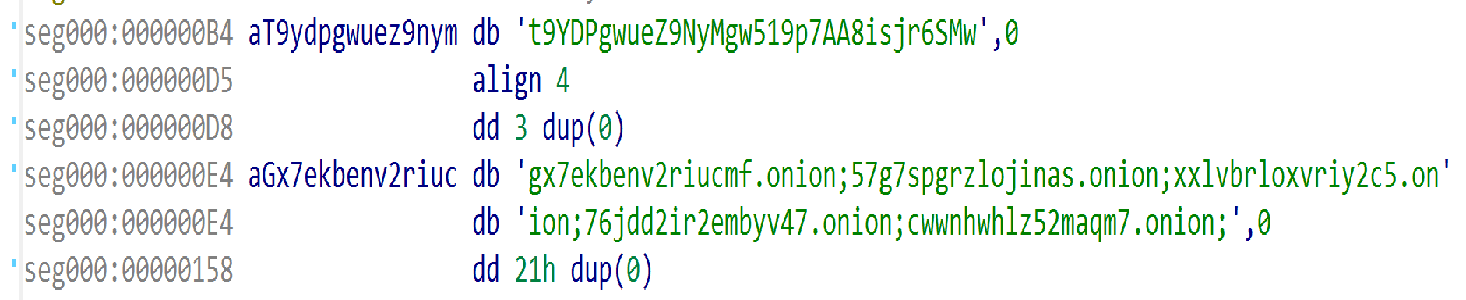 seg000:000000B4 aT9ydpgwuez9nym db 't9YDPgwueZ9NyMgw519p7AA8isjr6SMw',0
seg000:000000D5 align 4
seg000:000000D8 dd 3 dup(0)
seg000:000000E4 aGx7ekbenv2riuc db 'gx7ekbenv2riucmf.onion;57g7spgrzlojinas.onion;xxlvbrloxvriy2c5.on'
seg000:000000E4 db 'ion;76jdd2ir2embyv47.onion;cwwnhwhlz52maqm7.onion;',0
seg000:00000158 dd 21h dup(0)